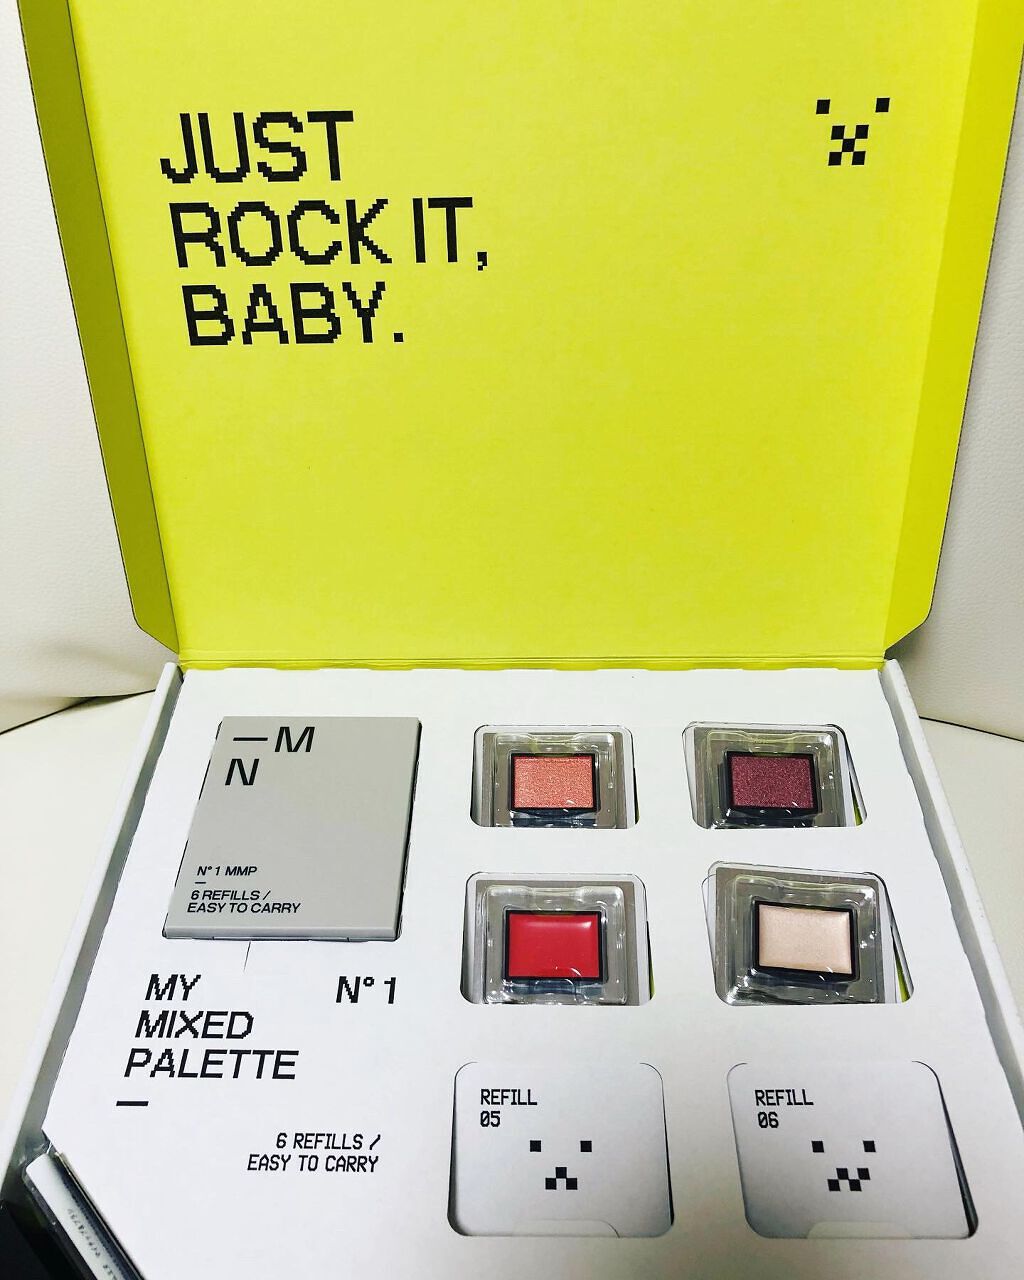 JUST
ROCK IT,
BABY.
—M
N
N° 1 MMP
—
6 REFILLS /
EASY TO CARRY
MY N° 1
MIXED
PALETTE
—
6 REFILLS /
EASY TO CARRY
REFILL
05
REFILL
06